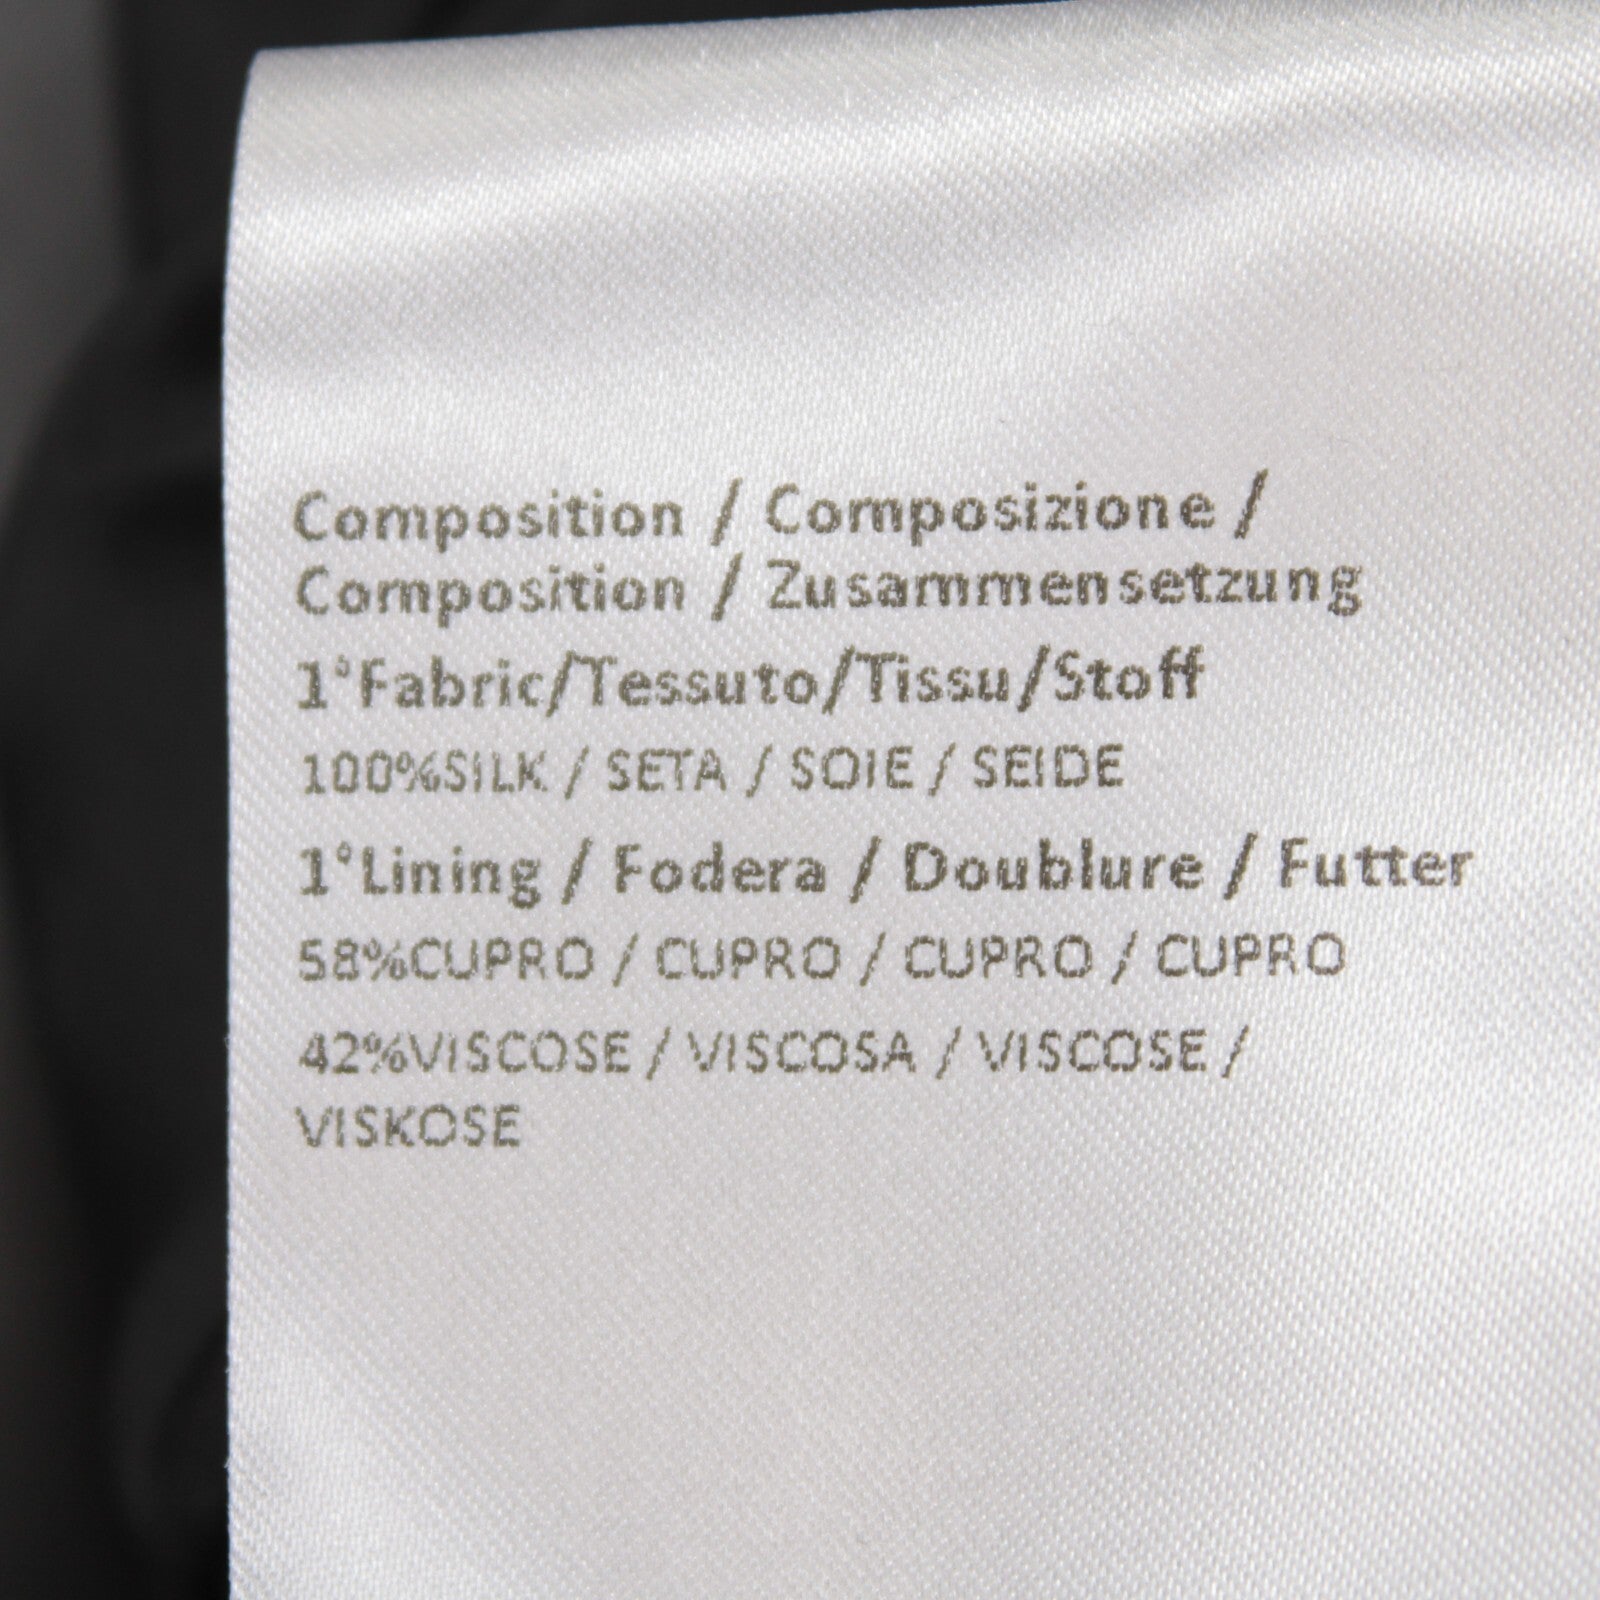 Composition / Composizione /
Composition / Zusammensetzung
1°Fabric/Tessuto/Tissu/Stoff
100%SILK / SETA / SOIE / SEIDE
1°Lining / Fodera / Doublure / Futter
58%CUPRO / CUPRO / CUPRO / CUPRO
42%VISCOSE / VISCOSA / VISCOSE /
VISKOSE